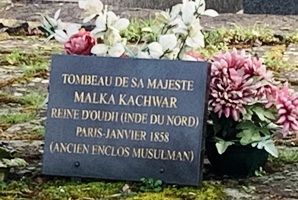 TOMBEAU DE SA MAJESTE
MALKA KACHWAR
REINE D'OUDH (INDE DU NORD)
PARIS-JANVIER 1858
(ANCIEN ENCLOS MUSULMAN)